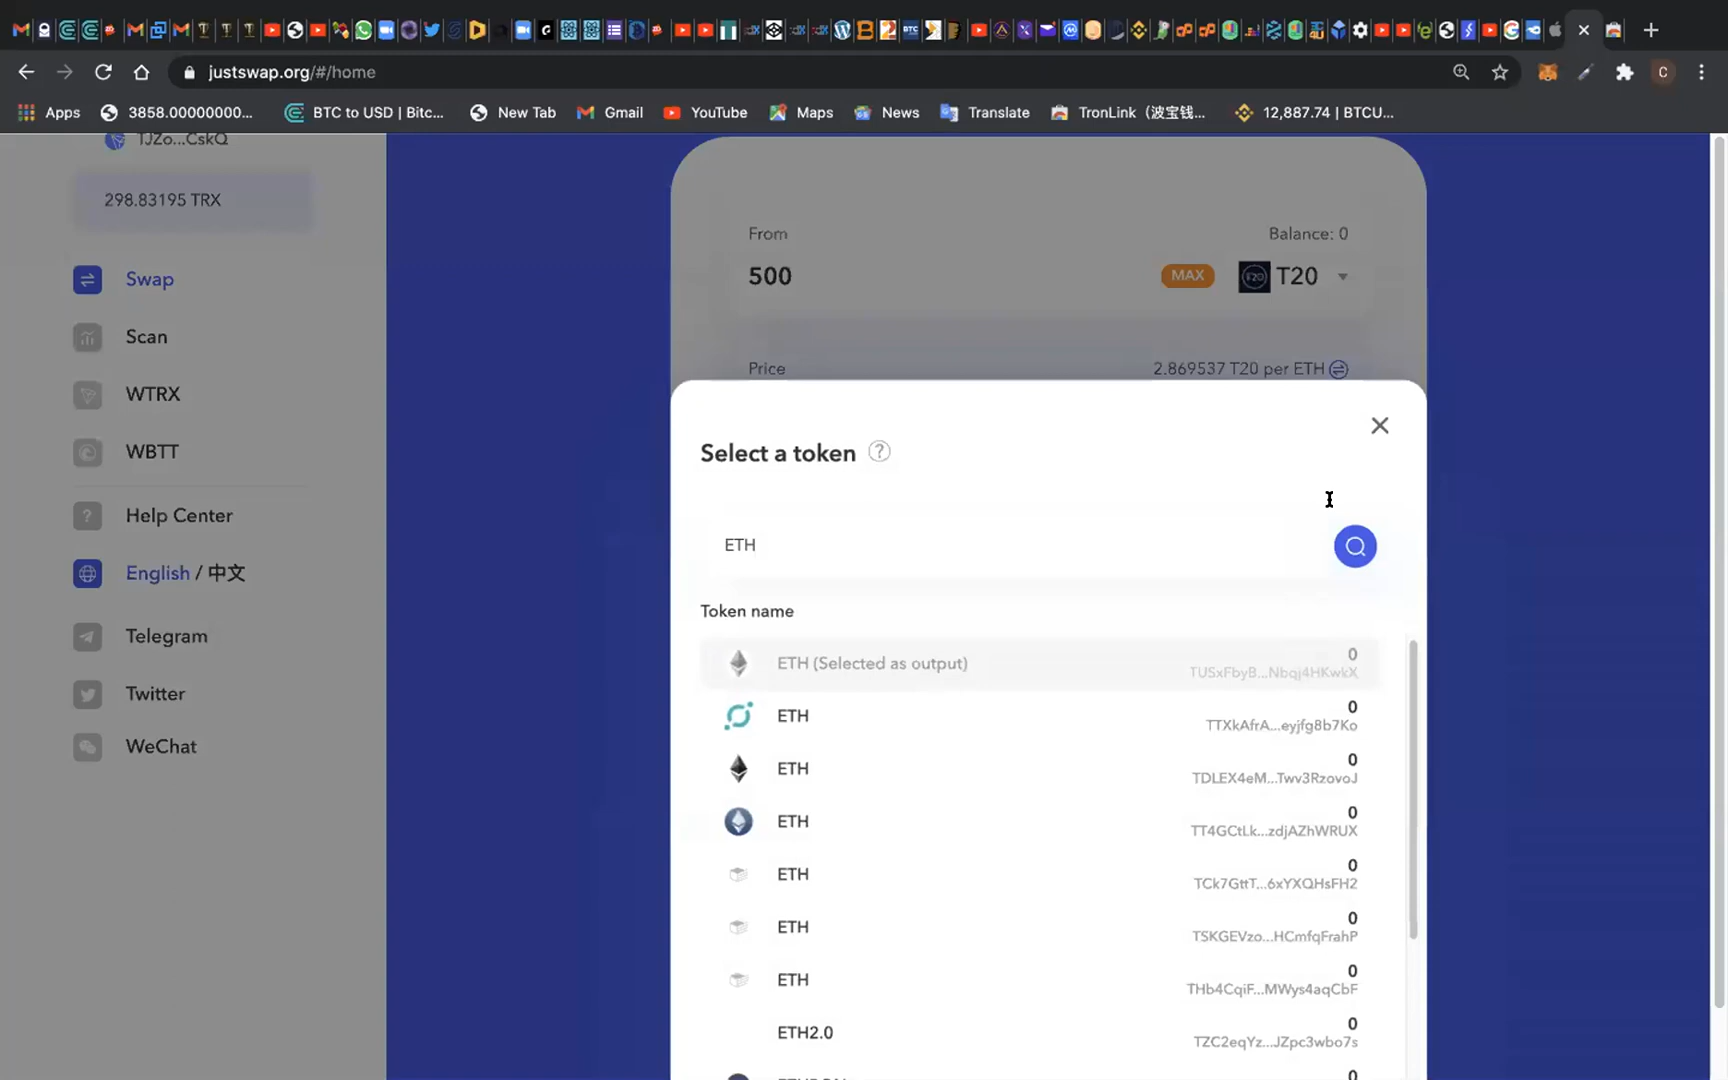 justswap.org/#/home
C
Apps
3858.00000000...
BTC to USD | Bitc...
New Tab
Gmail
YouTube
Maps
News
Translate
TronLink（波宝钱...
12,887.74 | BTCU...
TJZo...CskQ
298.83195 TRX
Swap
Scan
WTRX
WBTT
Help Center
English / 中文
Telegram
Twitter
WeChat
From
Balance: 0
500
MAX
T20
T20
Price
2.869537 T20 per ETH
Select a token
ETH
Token name
ETH (Selected as output)
0
TUSxFbyB...Nbqj4HKwkX
ETH
0
TTXkAfrA...eyjfg8b7Ko
ETH
0
TDLEX4eM...Twv3RzovoJ
ETH
0
TT4GCtLk...zdjAZhWRUX
ETH
0
TCk7GttT...6xYXQHsFH2
ETH
0
TSKGEVzo...HCmfqFrahP
ETH
0
THb4CqiF...MWys4aqCbF
ETH2.0
0
TZC2eqYz...JZpc3wbo7s
0